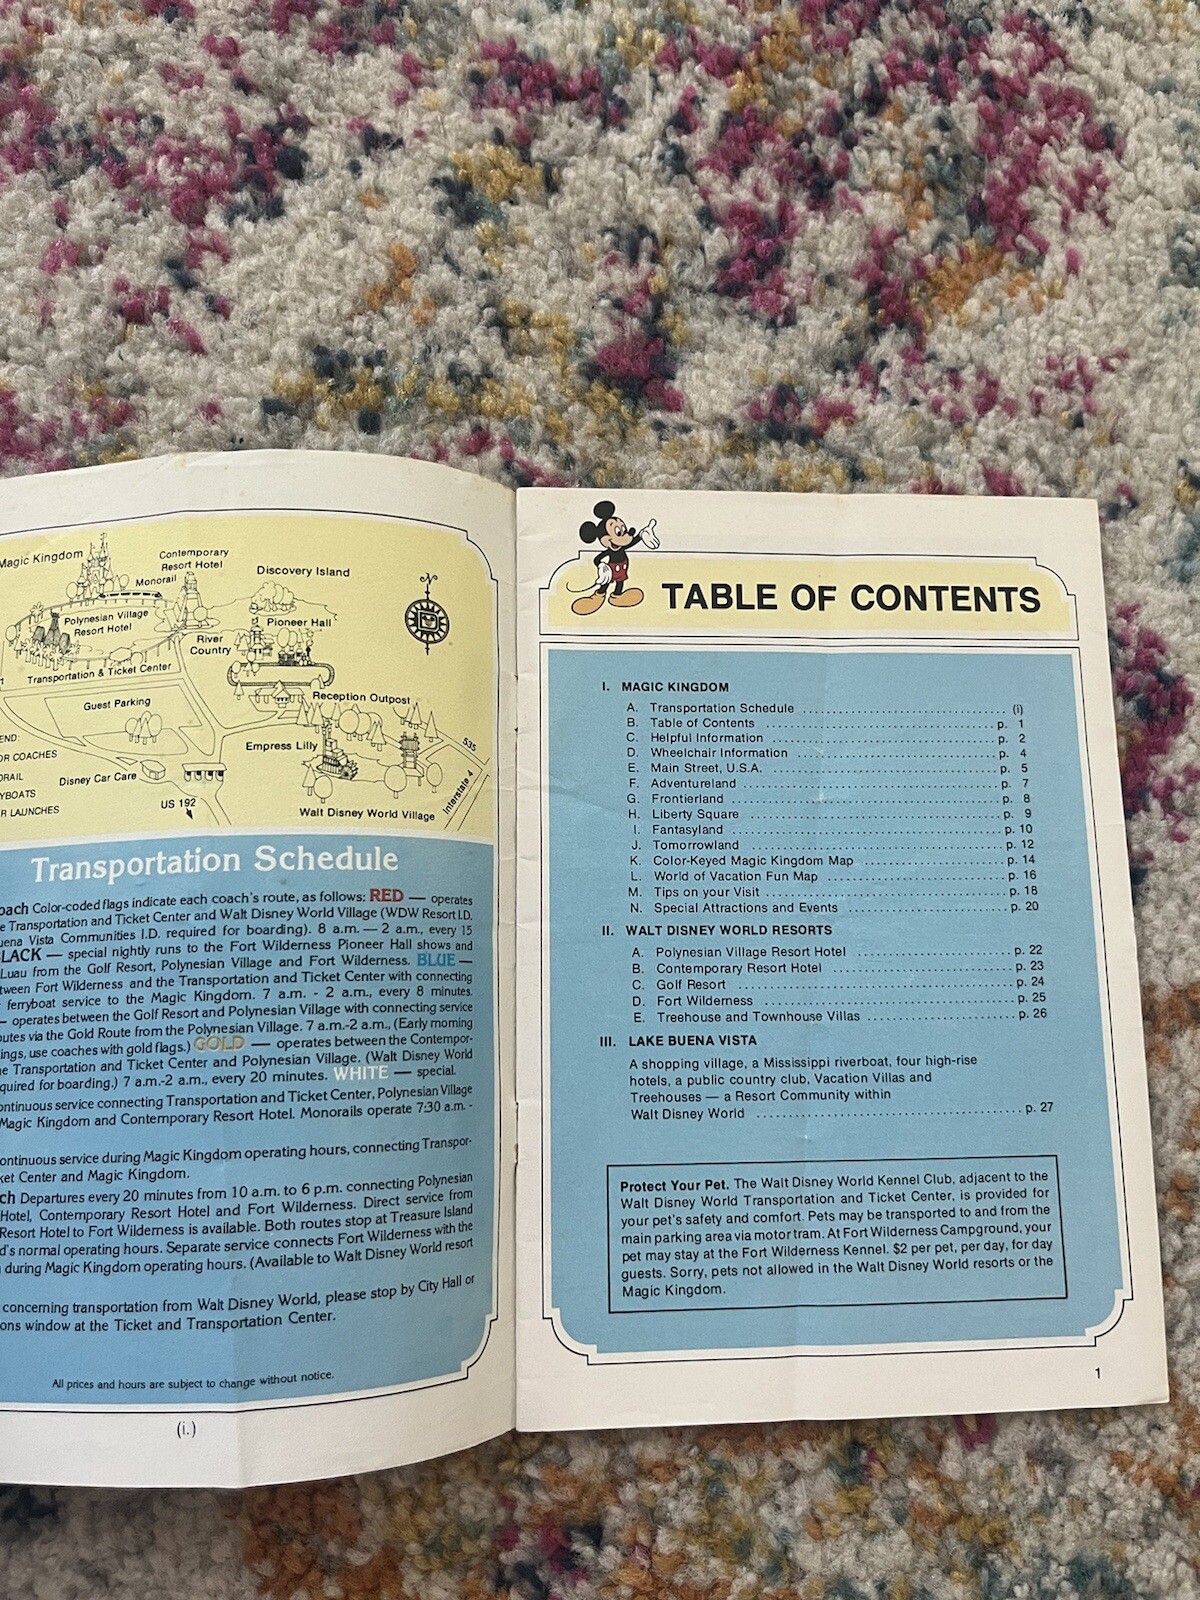 Magic Kingdom
Contemporary
Resort Hotel
Monorail
Discovery Island
Polynesian Village
Resort Hotel
Pioneer Hall
River
Country
Transportation & Ticket Center
Guest Parking
Reception Outpost
END:
OR COACHES
ORAIL
YBOATS
R LAUNCHES
Disney Car Care
Empress Lilly
535
Interstate 4
US 192
Walt Disney World Village
Transportation Schedule
oach Color-coded flags indicate each coach's route, as follows: RED — operates
e Transportation and Ticket Center and Walt Disney World Village (WDW Resort I.D.
uena Vista Communities I.D. required for boarding). 8 a.m. — 2 a.m., every 15
LACK — special nightly runs to the Fort Wilderness Pioneer Hall shows and
Luau from the Golf Resort, Polynesian Village and Fort Wilderness. BLUE —
tween Fort Wilderness and the Transportation and Ticket Center with connecting
ferryboat service to the Magic Kingdom. 7 a.m. - 2 a.m., every 8 minutes.
— operates between the Golf Resort and Polynesian Village with connecting service
utes via the Gold Route from the Polynesian Village. 7 a.m.-2 a.m., (Early morning
ings, use coaches with gold flags.) GOLD — operates between the Contempor-
e Transportation and Ticket Center and Polynesian Village. (Walt Disney World
quired for boarding.) 7 a.m.-2 a.m., every 20 minutes. WHITE — special.
ontinuous service connecting Transportation and Ticket Center, Polynesian Village
Magic Kingdom and Contemporary Resort Hotel. Monorails operate 7:30 a.m. -
ontinuous service during Magic Kingdom operating hours, connecting Transpor-
ket Center and Magic Kingdom.
ch Departures every 20 minutes from 10 a.m. to 6 p.m. connecting Polynesian
Hotel, Contemporary Resort Hotel and Fort Wilderness. Direct service from
Resort Hotel to Fort Wilderness is available. Both routes stop at Treasure Island
d's normal operating hours. Separate service connects Fort Wilderness with the
during Magic Kingdom operating hours. (Available to Walt Disney World resort
concerning transportation from Walt Disney World, please stop by City Hall or
ons window at the Ticket and Transportation Center.
All prices and hours are subject to change without notice.
(i.)
TABLE OF CONTENTS
I. MAGIC KINGDOM
A. Transportation Schedule (i)
B. Table of Contents p. 1
C. Helpful Information p. 2
D. Wheelchair Information p. 4
E. Main Street, U.S.A. p. 5
F. Adventureland p. 7
G. Frontierland p. 8
H. Liberty Square p. 9
I. Fantasyland p. 10
J. Tomorrowland p. 12
K. Color-Keyed Magic Kingdom Map p. 14
L. World of Vacation Fun Map p. 16
M. Tips on your Visit p. 18
N. Special Attractions and Events p. 20
II. WALT DISNEY WORLD RESORTS
A. Polynesian Village Resort Hotel p. 22
B. Contemporary Resort Hotel p. 23
C. Golf Resort p. 24
D. Fort Wilderness p. 25
E. Treehouse and Townhouse Villas p. 26
III. LAKE BUENA VISTA
A shopping village, a Mississippi riverboat, four high-rise
hotels, a public country club, Vacation Villas and
Treehouses — a Resort Community within
Walt Disney World p. 27
Protect Your Pet. The Walt Disney World Kennel Club, adjacent to the
Walt Disney World Transportation and Ticket Center, is provided for
your pet's safety and comfort. Pets may be transported to and from the
main parking area via motor tram. At Fort Wilderness Campground, your
pet may stay at the Fort Wilderness Kennel. $2 per pet, per day, for day
guests. Sorry, pets not allowed in the Walt Disney World resorts or the
Magic Kingdom.
1